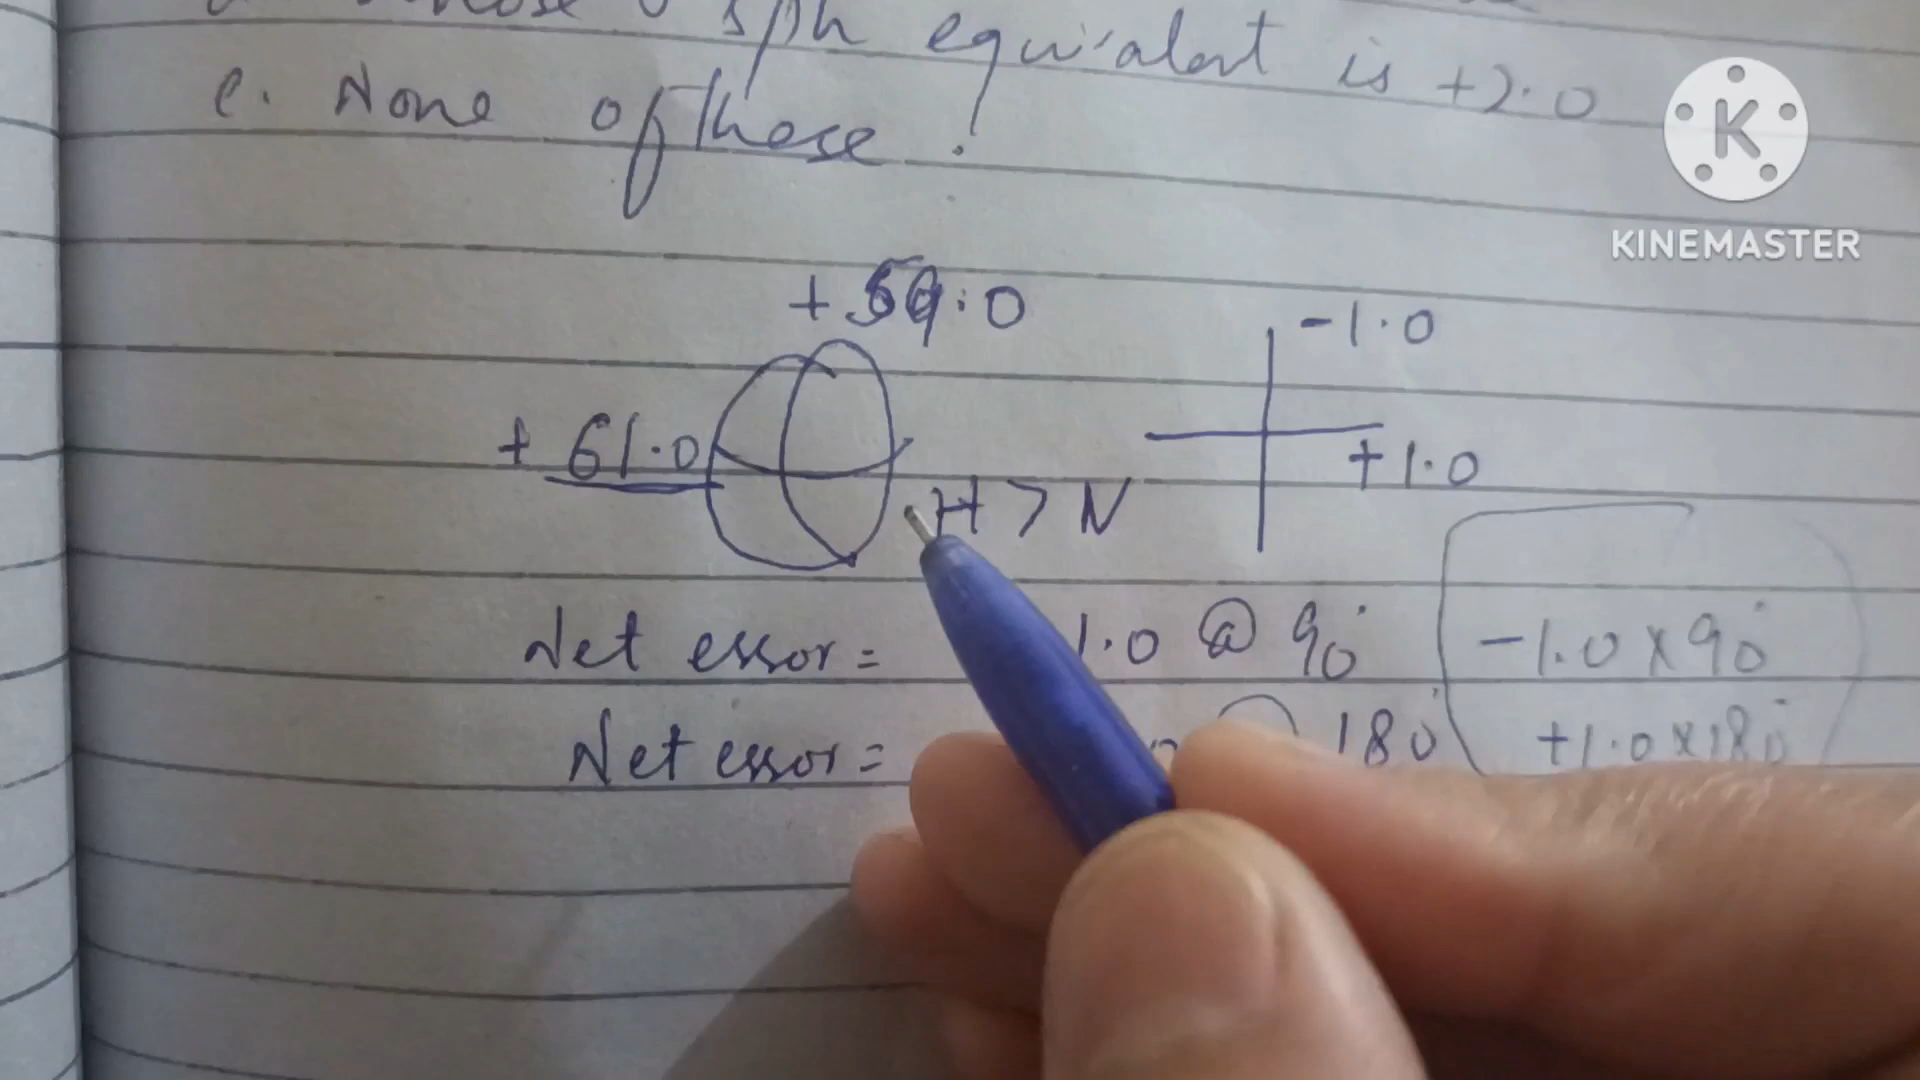 sph equivalent is +2.0
e. None of these !
KINEMASTER
+59.0
-1.0
+61.0
+1.0
H > N
Net error = 1.0 @ 90°
-1.0 x 90°
Net error = 180°
+1.0 x 180°